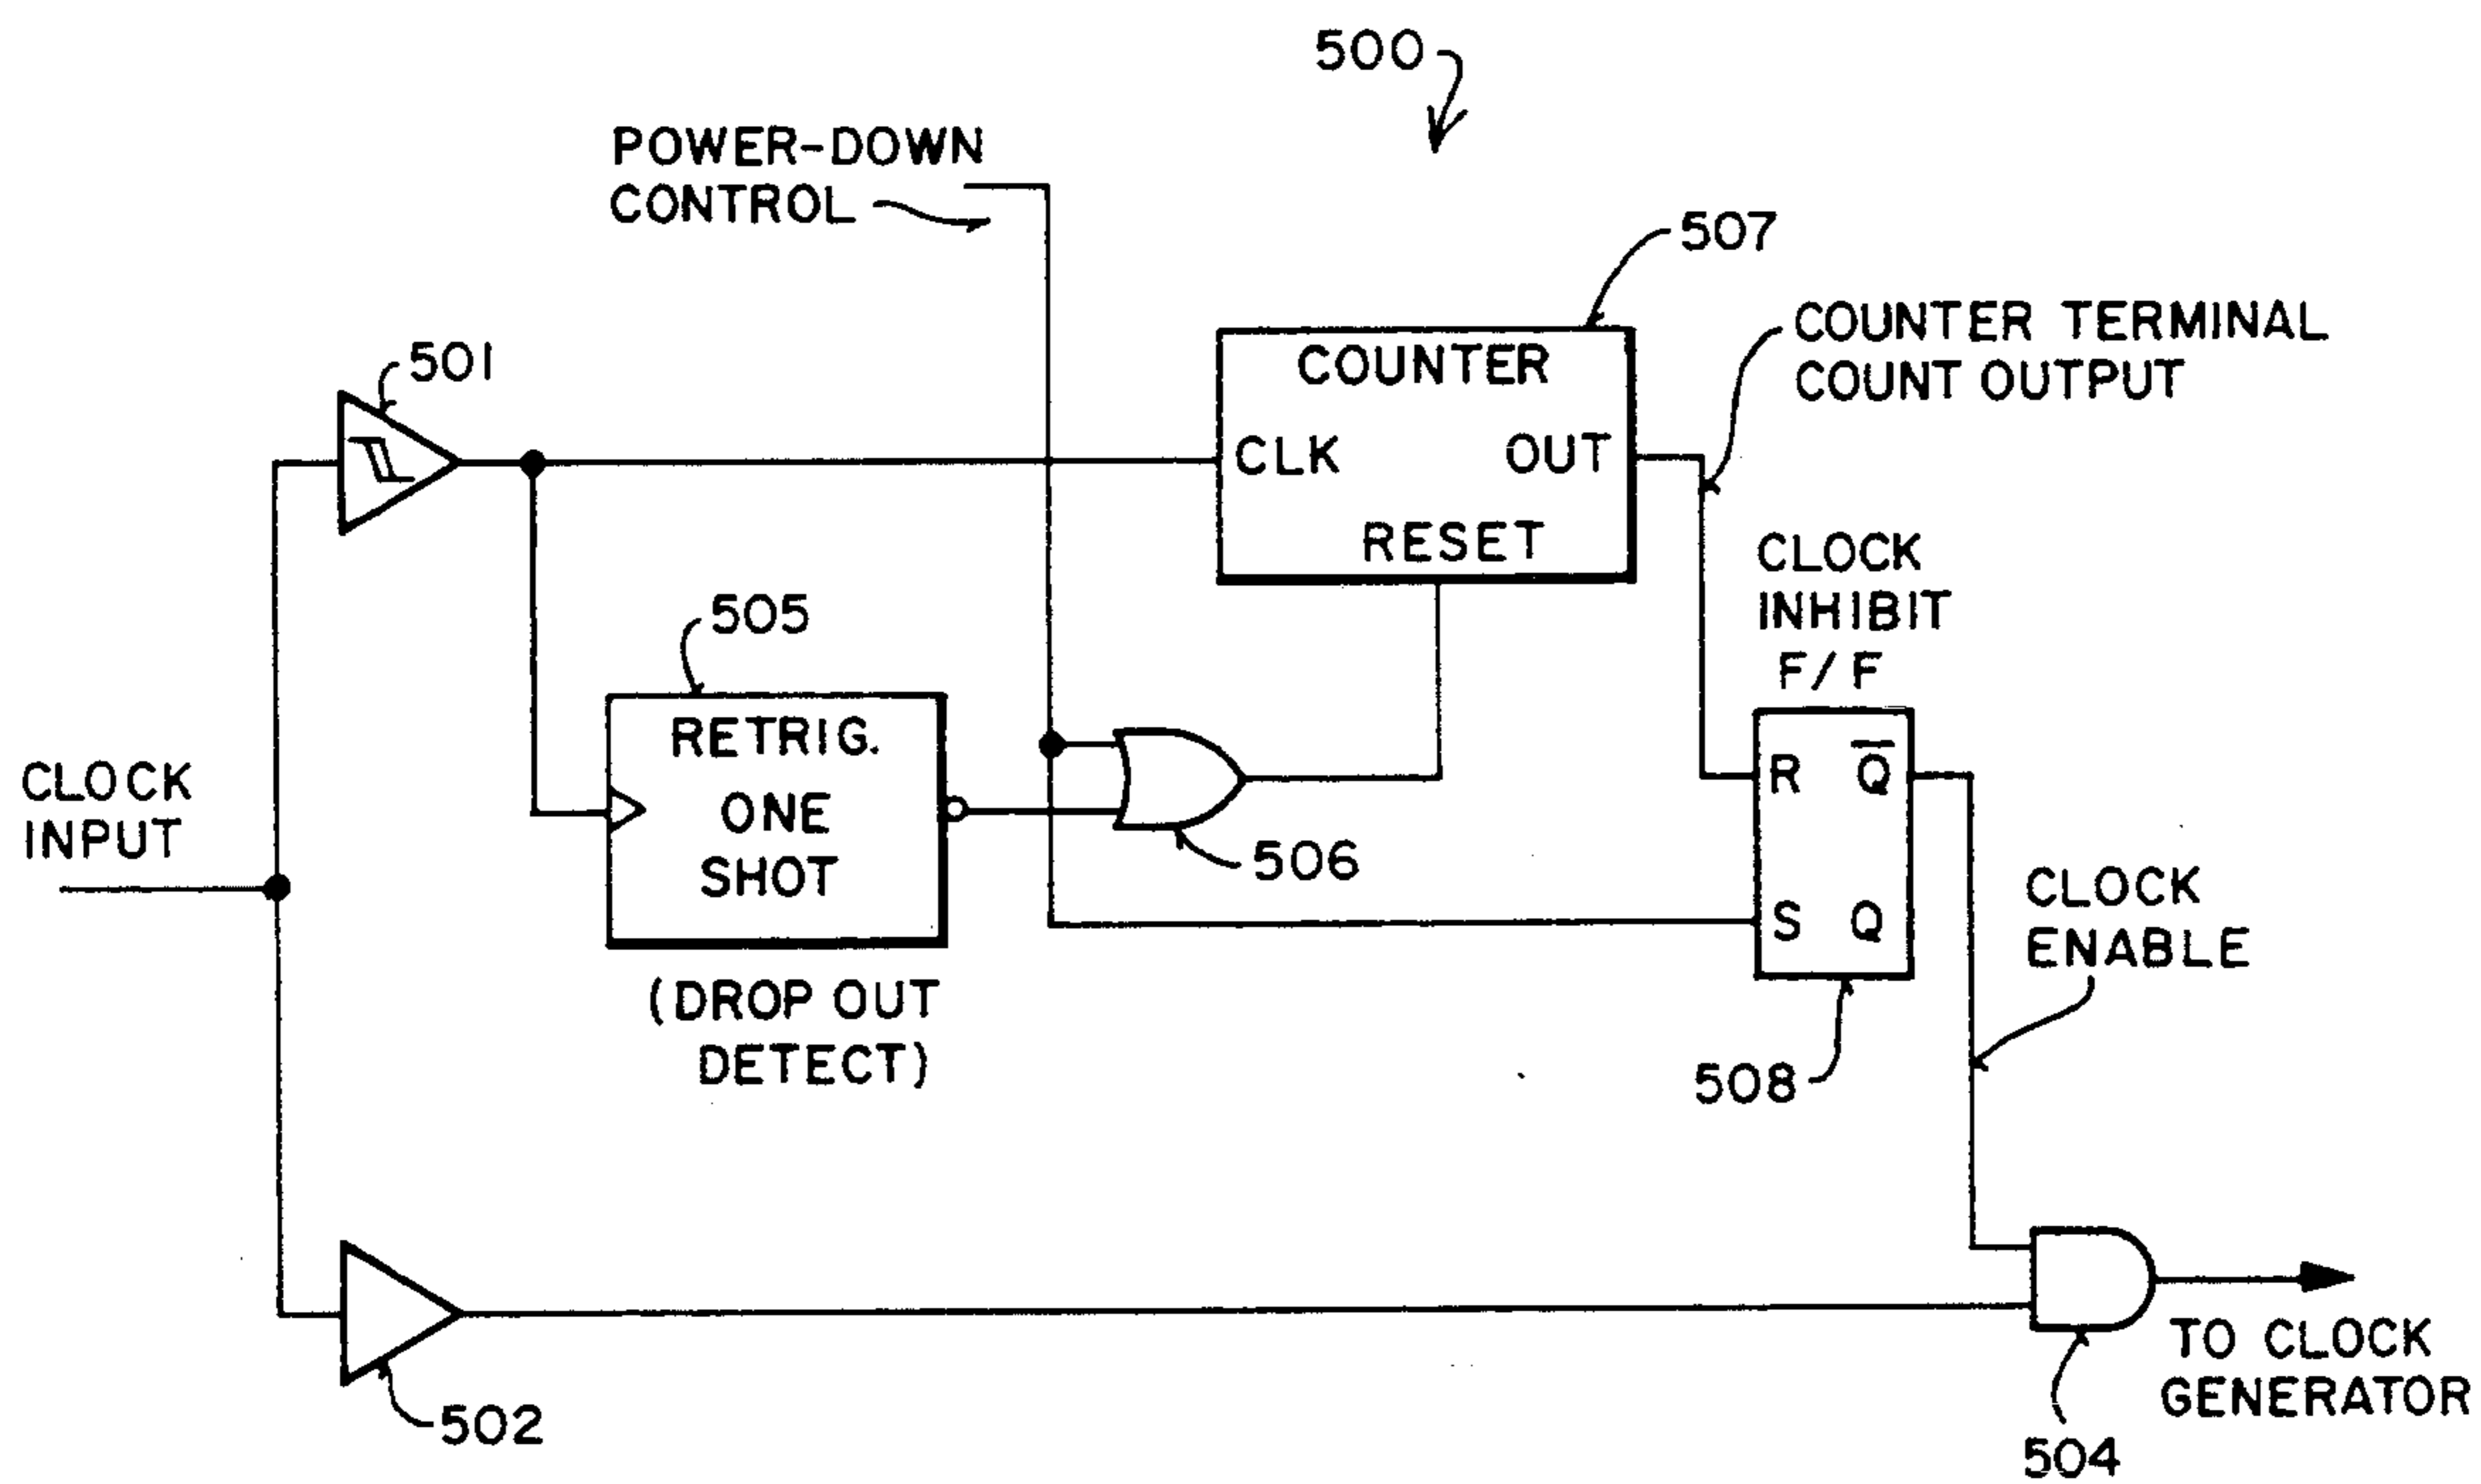 500
POWER-DOWN
CONTROL
507
COUNTER TERMINAL
COUNT OUTPUT
501
COUNTER
CLK OUT
RESET
CLOCK
INHIBIT
F/F
505
RETRIG.
ONE
SHOT
(DROP OUT
DETECT)
506
R Q̅
S Q
508
CLOCK
INPUT
CLOCK
ENABLE
502
TO CLOCK
GENERATOR
504